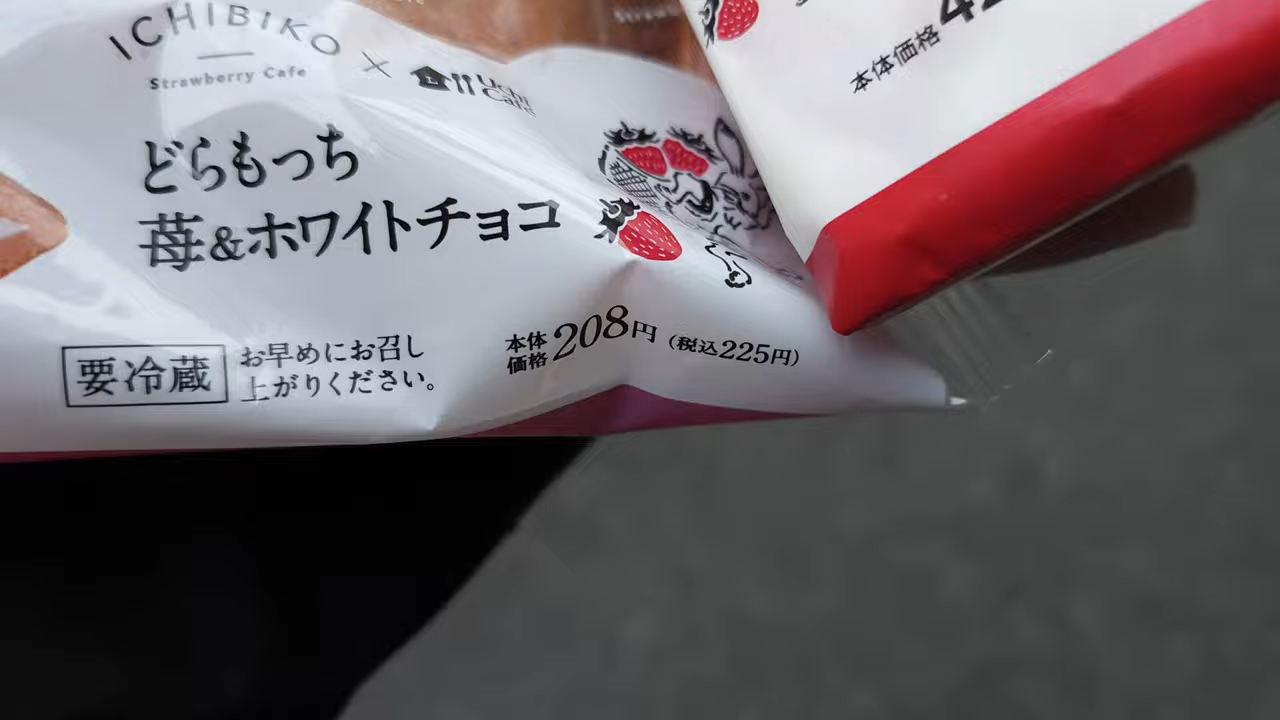 ICHIBIKO
Strawberry Cafe
×
Uchi
Café
どらもっち
苺&ホワイトチョコ
要冷蔵
お早めにお召し
上がりください。
本体
価格 208円 (税込225円)
本体価格